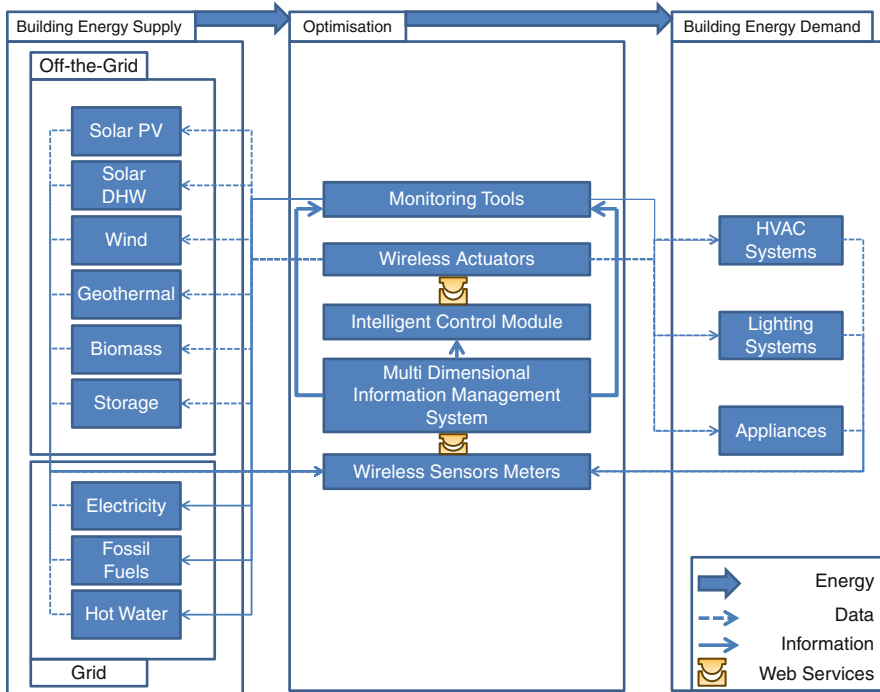 Building Energy Supply
Optimisation
Building Energy Demand
Off-the-Grid
Solar PV
Solar
DHW
Wind
Geothermal
Biomass
Storage
Electricity
Fossil
Fuels
Hot Water
Grid
Monitoring Tools
Wireless Actuators
Intelligent Control Module
Multi Dimensional
Information Management
System
Wireless Sensors Meters
HVAC
Systems
Lighting
Systems
Appliances
Energy
Data
Information
Web Services